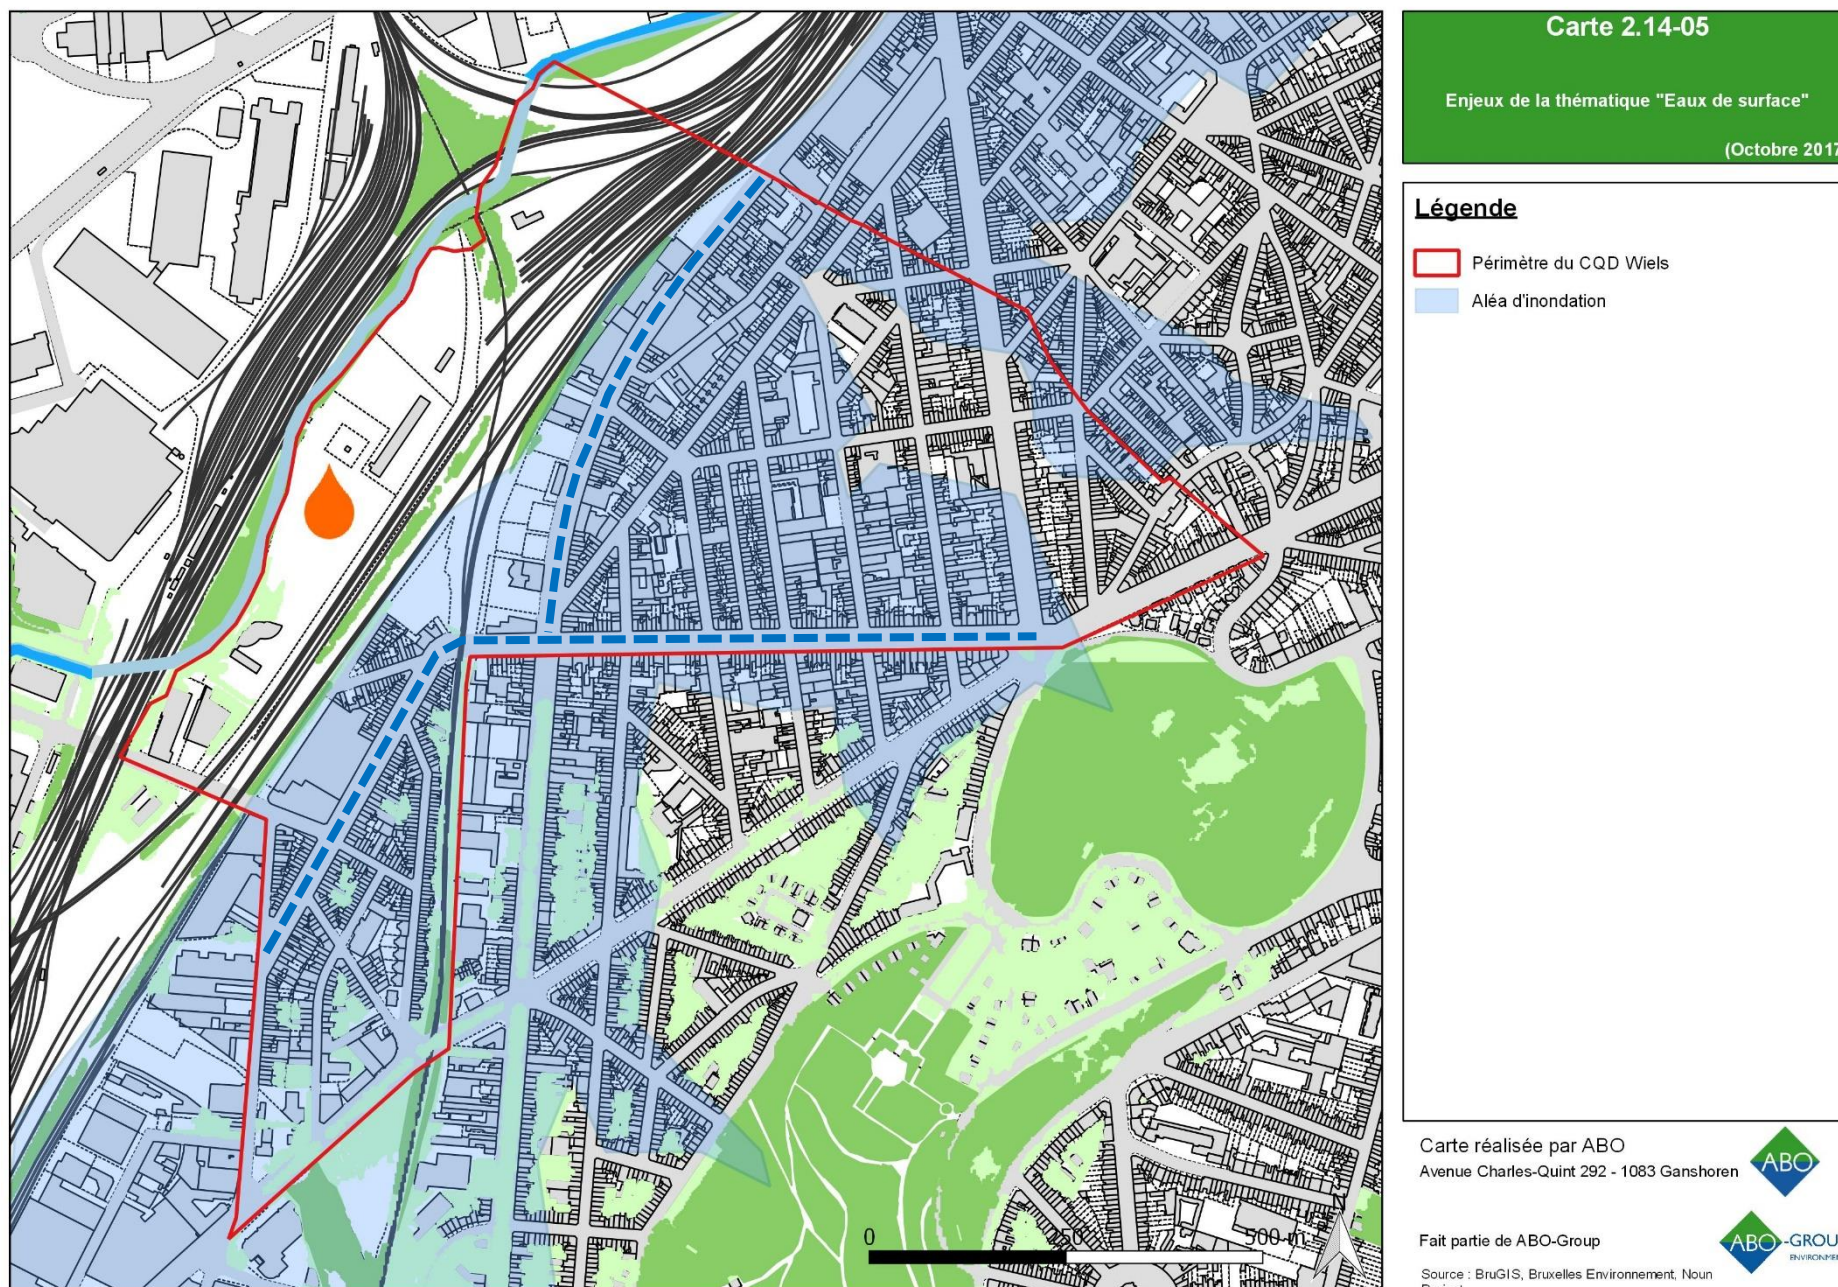 Carte 2.14-05
Enjeux de la thématique "Eaux de surface"
(Octobre 2017
Légende
Périmètre du CQD Wiels
Aléa d'inondation
0 250 500 m
Carte réalisée par ABO
Avenue Charles-Quint 292 - 1083 Ganshoren
ABO
Fait partie de ABO-Group
ABO-GROU
ENVIRONME
Source : BruGIS, Bruxelles Environnement, Noun